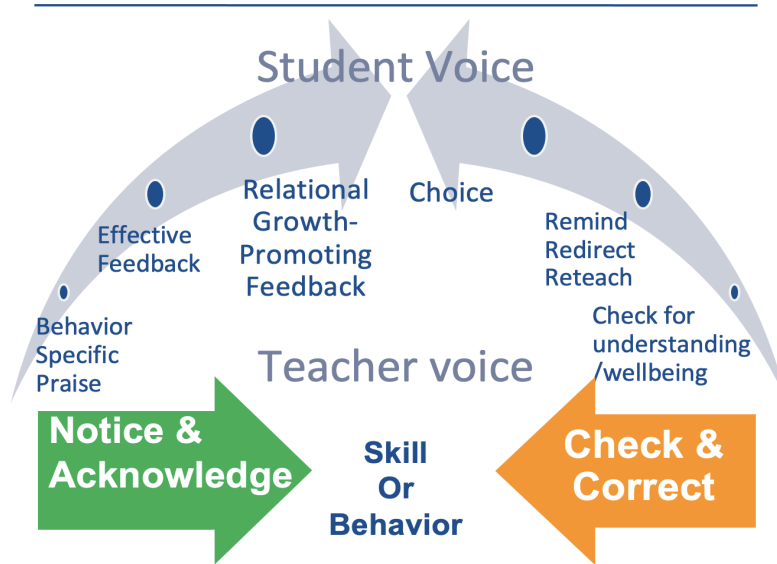 Student Voice
Relational
Growth-
Promoting
Feedback
Choice
Effective
Feedback
Remind
Redirect
Reteach
Behavior
Specific
Praise
Check for
understanding
/wellbeing
Teacher voice
Notice &
Acknowledge
Skill
Or
Behavior
Check &
Correct